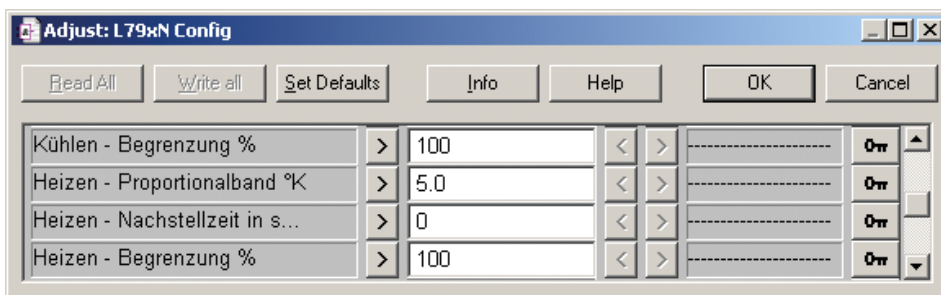 Adjust: L79xN Config
Read All Write all Set Defaults Info Help OK Cancel
Kühlen - Begrenzung % > 100 < > ----------------------
Heizen - Proportionalband °K > 5.0 < > ----------------------
Heizen - Nachstellzeit in s... > 0 < > ----------------------
Heizen - Begrenzung % > 100 < > ----------------------